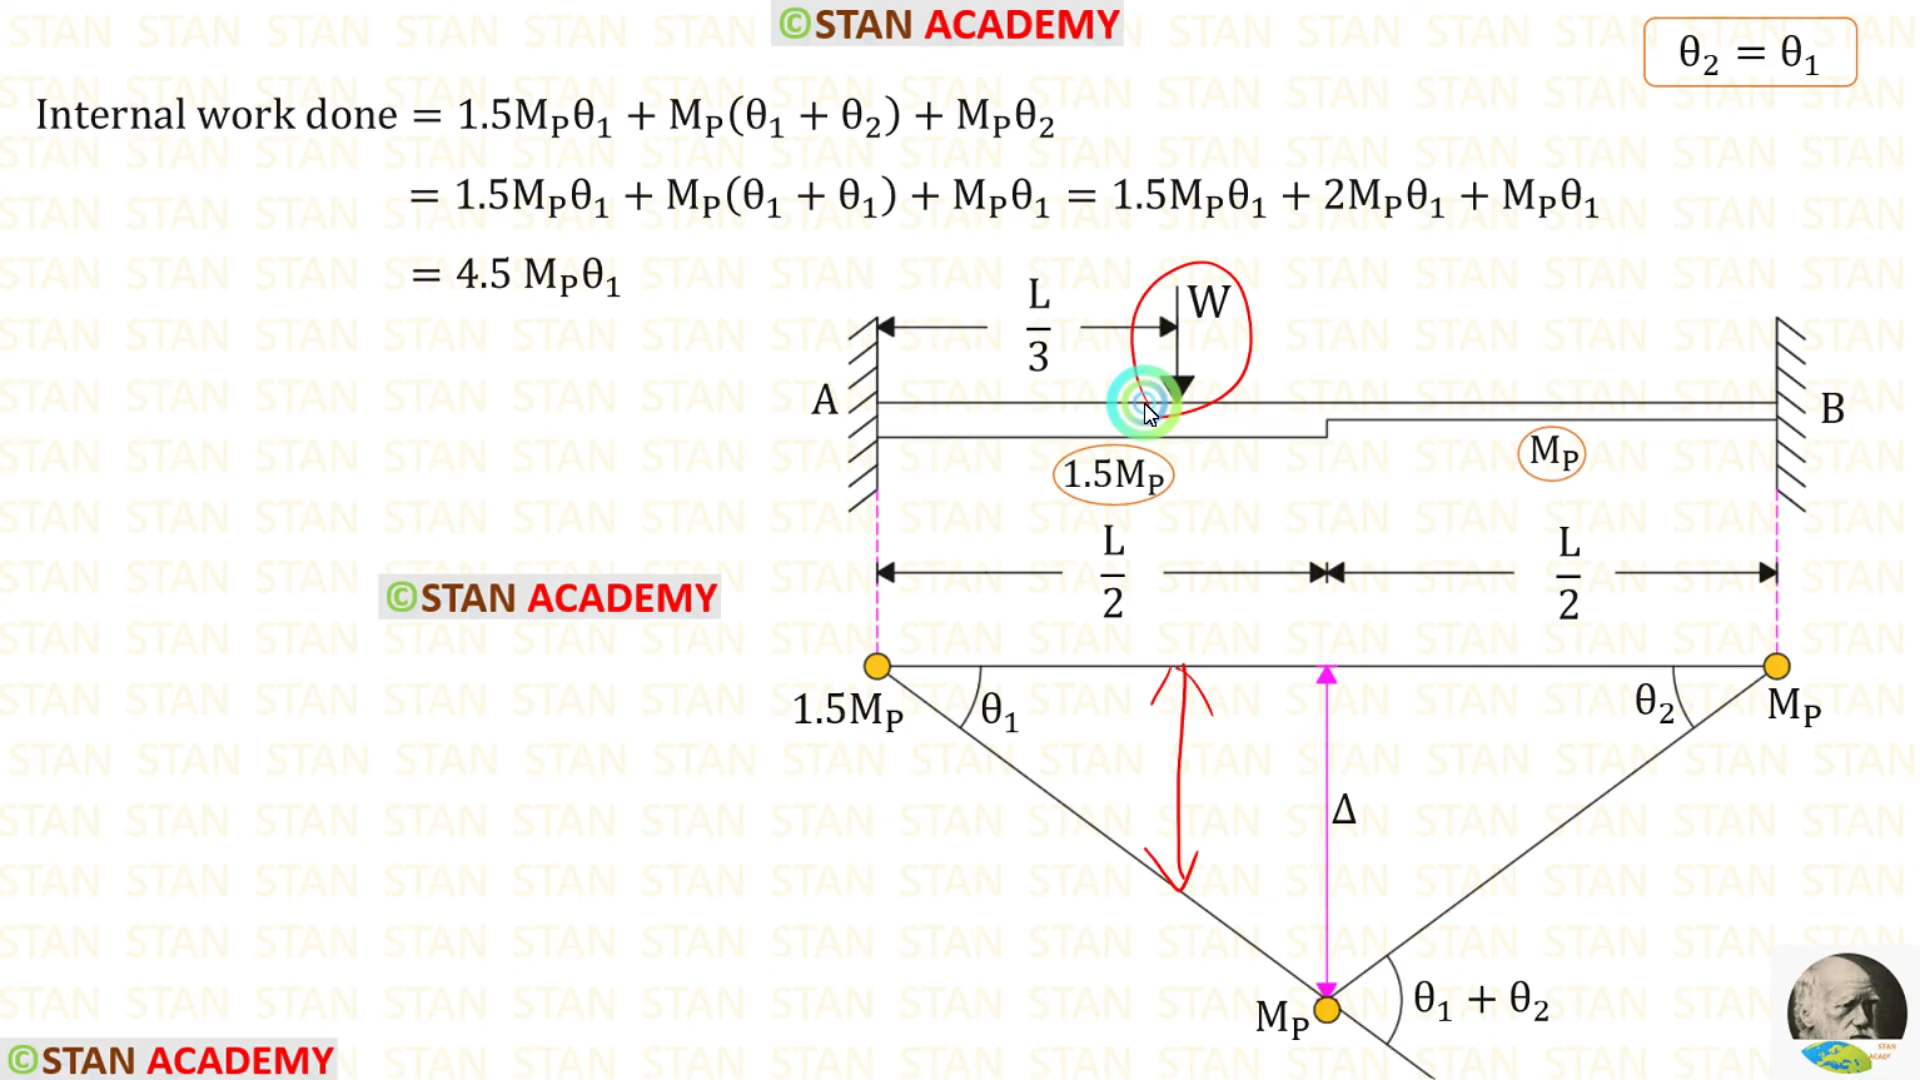 ©STAN ACADEMY
θ₂ = θ₁
Internal work done = 1.5M_Pθ₁ + M_P(θ₁ + θ₂) + M_Pθ₂
= 1.5M_Pθ₁ + M_P(θ₁ + θ₁) + M_Pθ₁ = 1.5M_Pθ₁ + 2M_Pθ₁ + M_Pθ₁
= 4.5 M_Pθ₁
L/3
W
A
B
1.5M_P
M_P
L/2
L/2
©STAN ACADEMY
1.5M_P
θ₁
θ₂
M_P
Δ
M_P
θ₁ + θ₂
©STAN ACADEMY